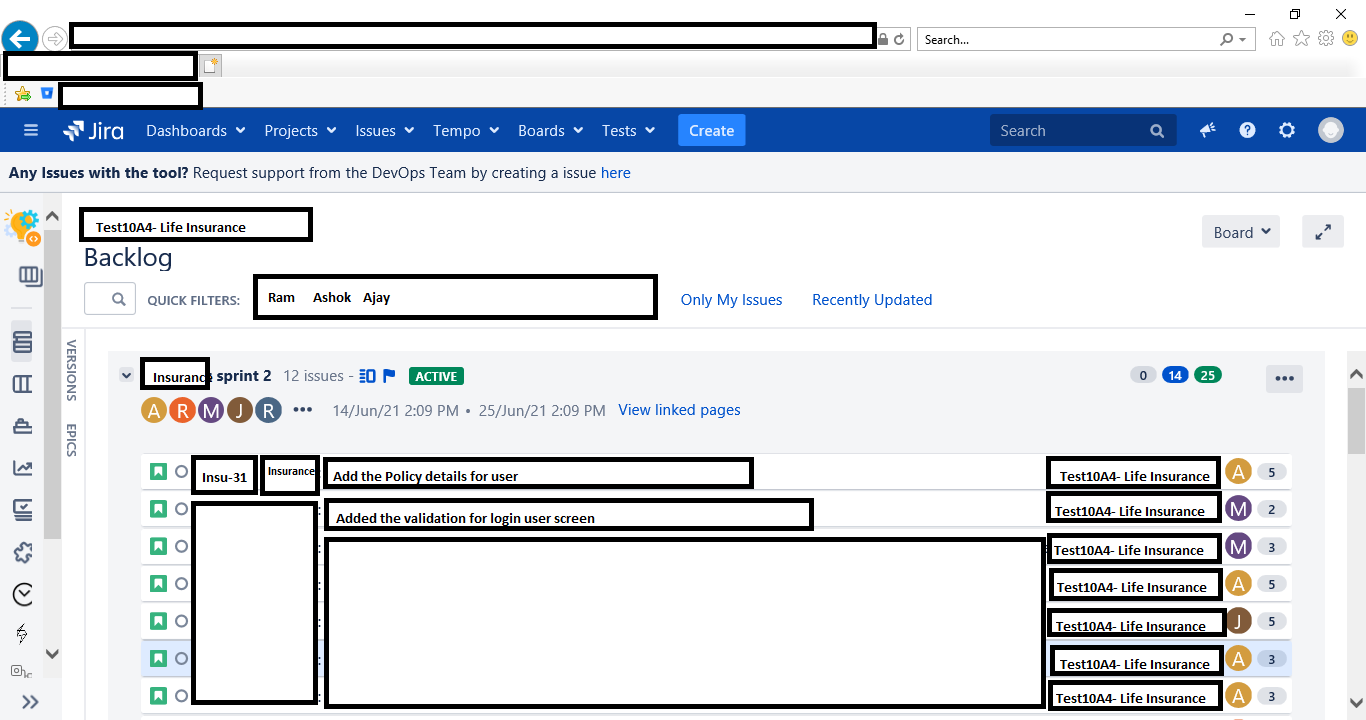 Search...
Jira Dashboards Projects Issues Tempo Boards Tests Create Search
Any Issues with the tool? Request support from the DevOps Team by creating a issue here
Test10A4- Life Insurance
Board
Backlog
QUICK FILTERS: Ram Ashok Ajay Only My Issues Recently Updated
VERSIONS
EPICS
Insuranc sprint 2 12 issues - ACTIVE 0 14 25
A R M J R 14/Jun/21 2:09 PM • 25/Jun/21 2:09 PM View linked pages
Insu-31 Insurance Add the Policy details for user Test10A4- Life Insurance A 5
Added the validation for login user screen Test10A4- Life Insurance M 2
Test10A4- Life Insurance M 3
Test10A4- Life Insurance A 5
Test10A4- Life Insurance J 5
Test10A4- Life Insurance A 3
Test10A4- Life Insurance A 3